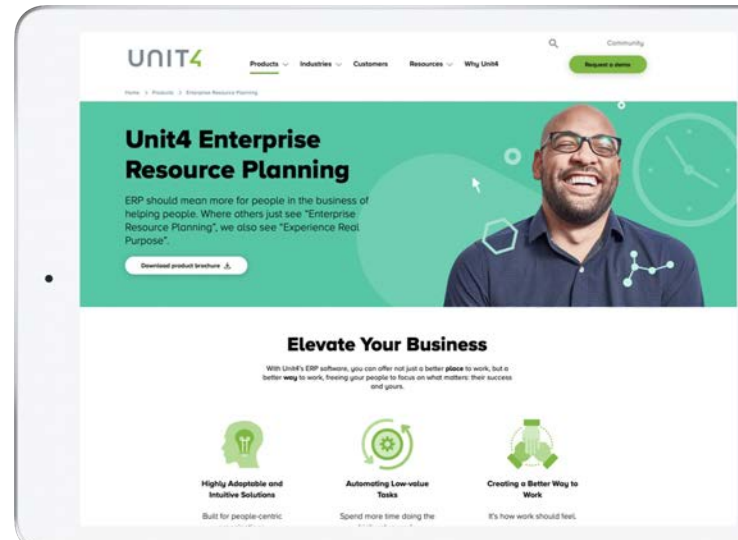 UNIT4
Products Industries Customers Resources Why Unit4
Community
Request a demo
Home > Products > Enterprise Resource Planning
Unit4 Enterprise
Resource Planning
ERP should mean more for people in the business of
helping people. Where others just see “Enterprise
Resource Planning”, we also see “Experience Real
Purpose”.
Download product brochure
Elevate Your Business
With Unit4's ERP software, you can offer not just a better place to work, but a
better way to work, freeing your people to focus on what matters: their success
and yours.
Highly Adaptable and
Intuitive Solutions
Built for people-centric
Automating Low-value
Tasks
Spend more time doing the
Creating a Better Way to
Work
It's how work should feel.